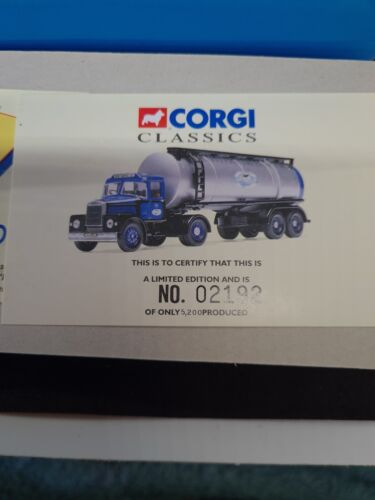 CORGI
CLASSICS
THIS IS TO CERTIFY THAT THIS IS
A LIMITED EDITION AND IS
NO. 02192
OF ONLY 5,200 PRODUCED